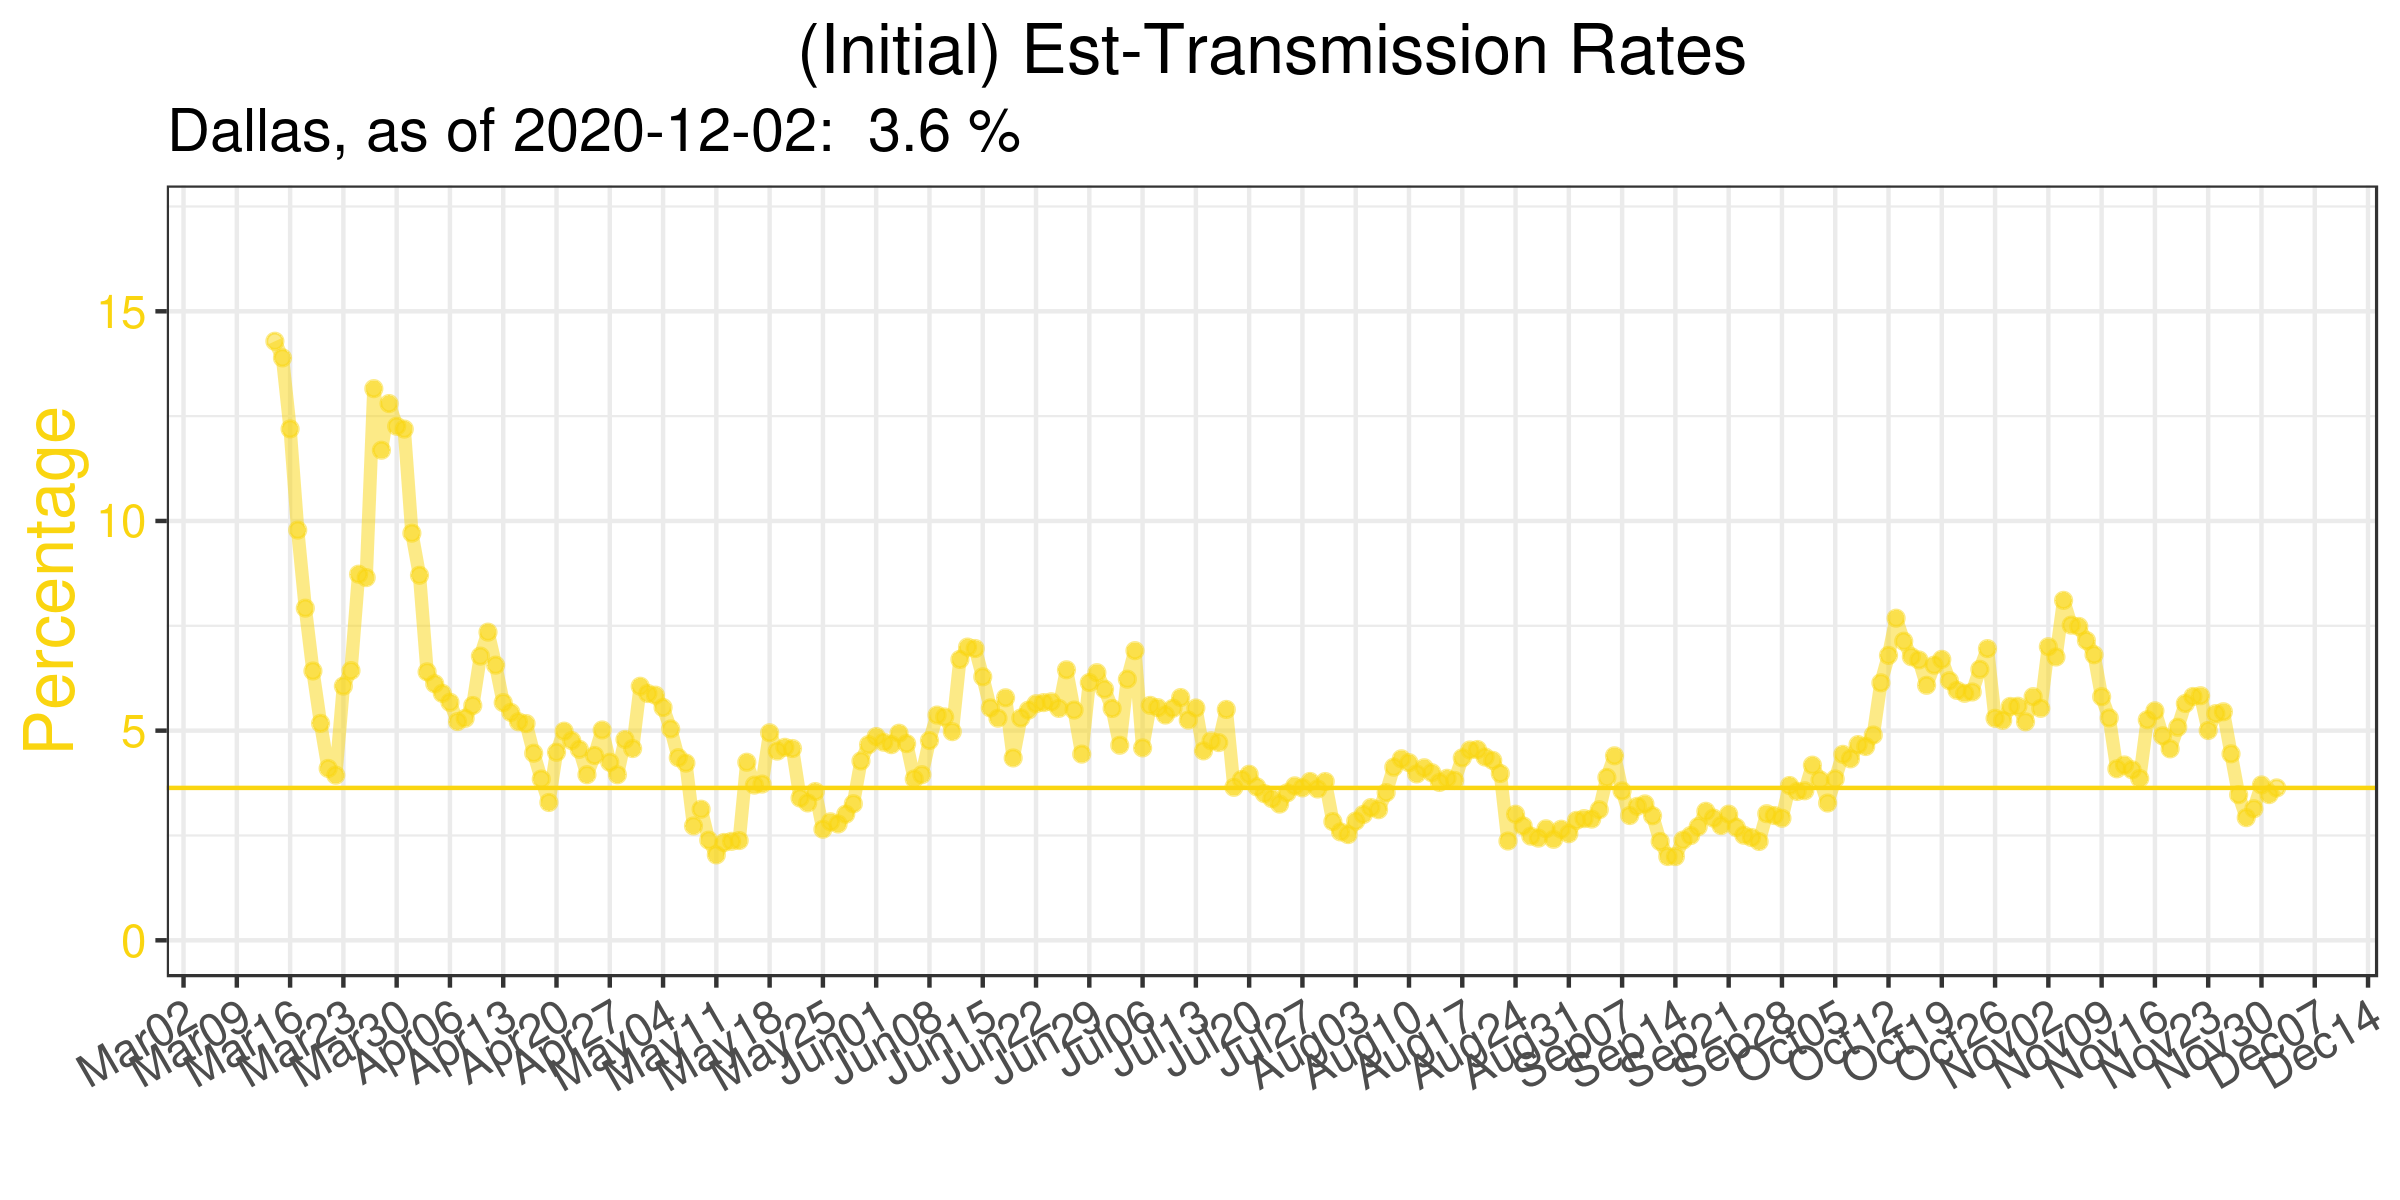 (Initial) Est-Transmission Rates
Dallas, as of 2020-12-02:  3.6 %
Percentage
15
10
5
0
Mar02
Mar09
Mar16
Mar23
Mar30
Apr06
Apr13
Apr20
Apr27
May04
May11
May18
May25
Jun01
Jun08
Jun15
Jun22
Jun29
Jul06
Jul13
Jul20
Jul27
Aug03
Aug10
Aug17
Aug24
Aug31
Sep07
Sep14
Sep21
Sep28
Oct05
Oct12
Oct19
Oct26
Nov02
Nov09
Nov16
Nov23
Nov30
Dec07
Dec14